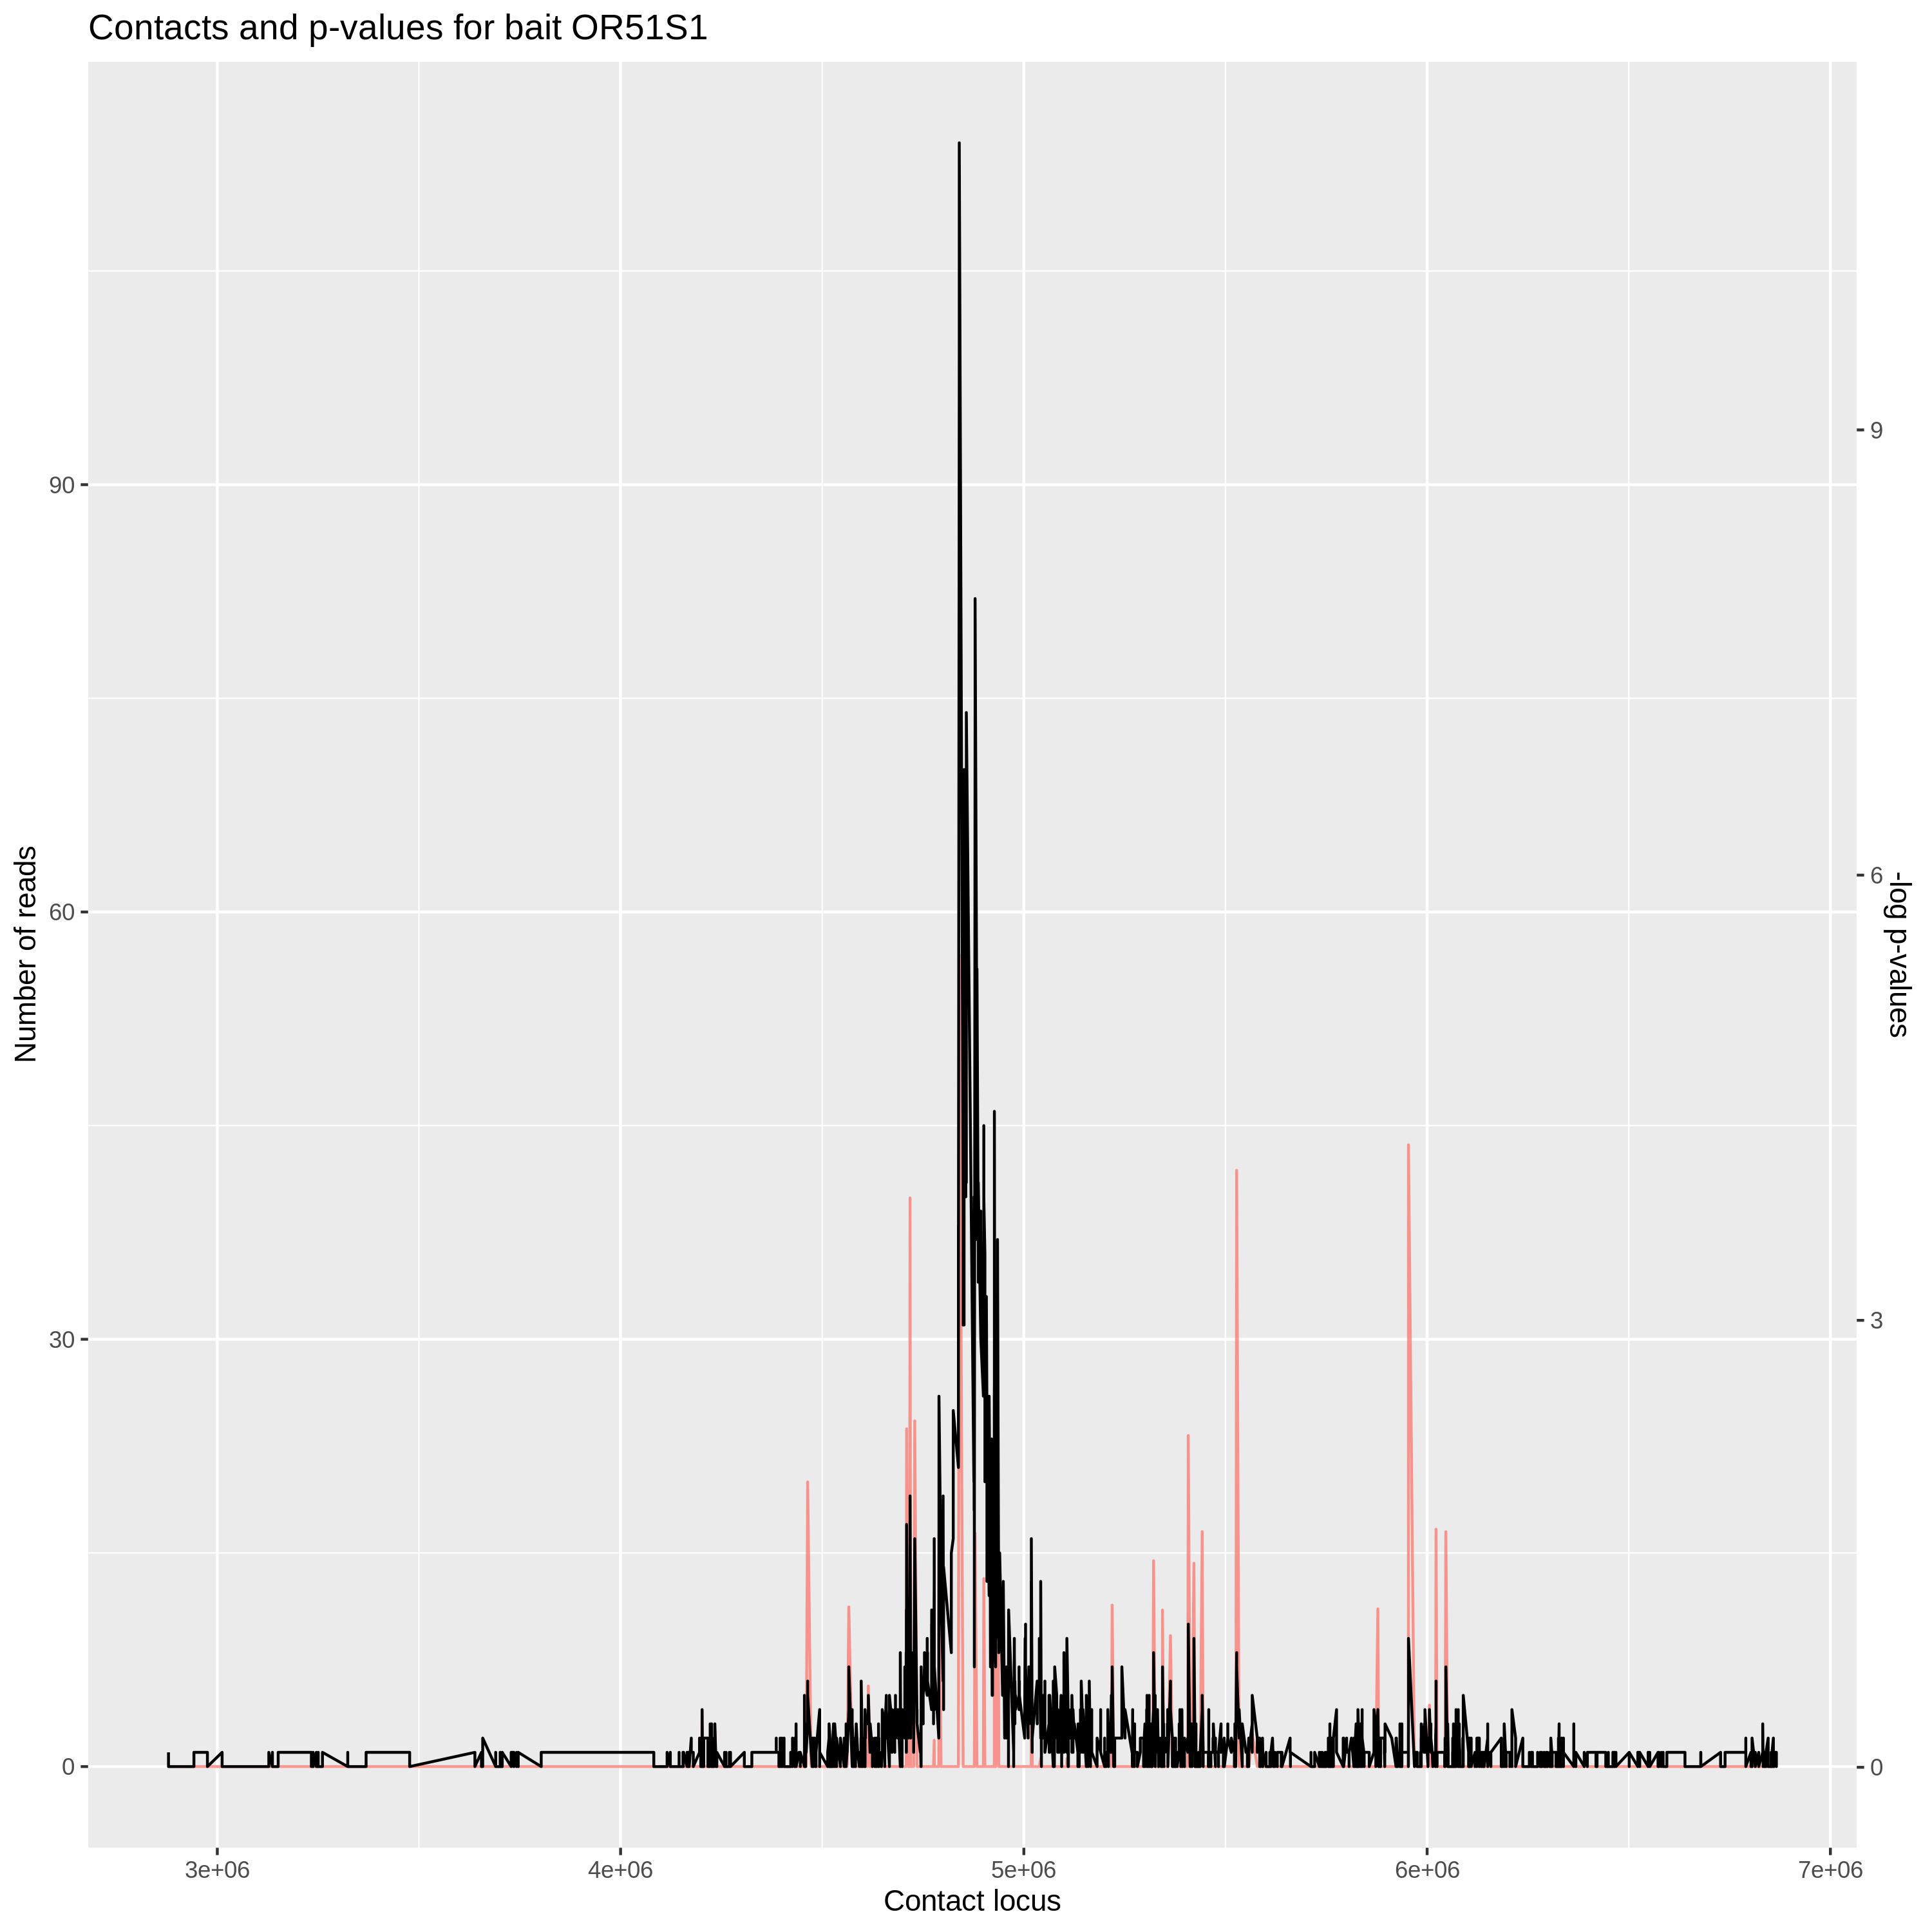 Contacts and p-values for bait OR51S1
Number of reads
90
60
30
0
9
6
3
0
-log p-values
3e+06 4e+06 5e+06 6e+06 7e+06
Contact locus